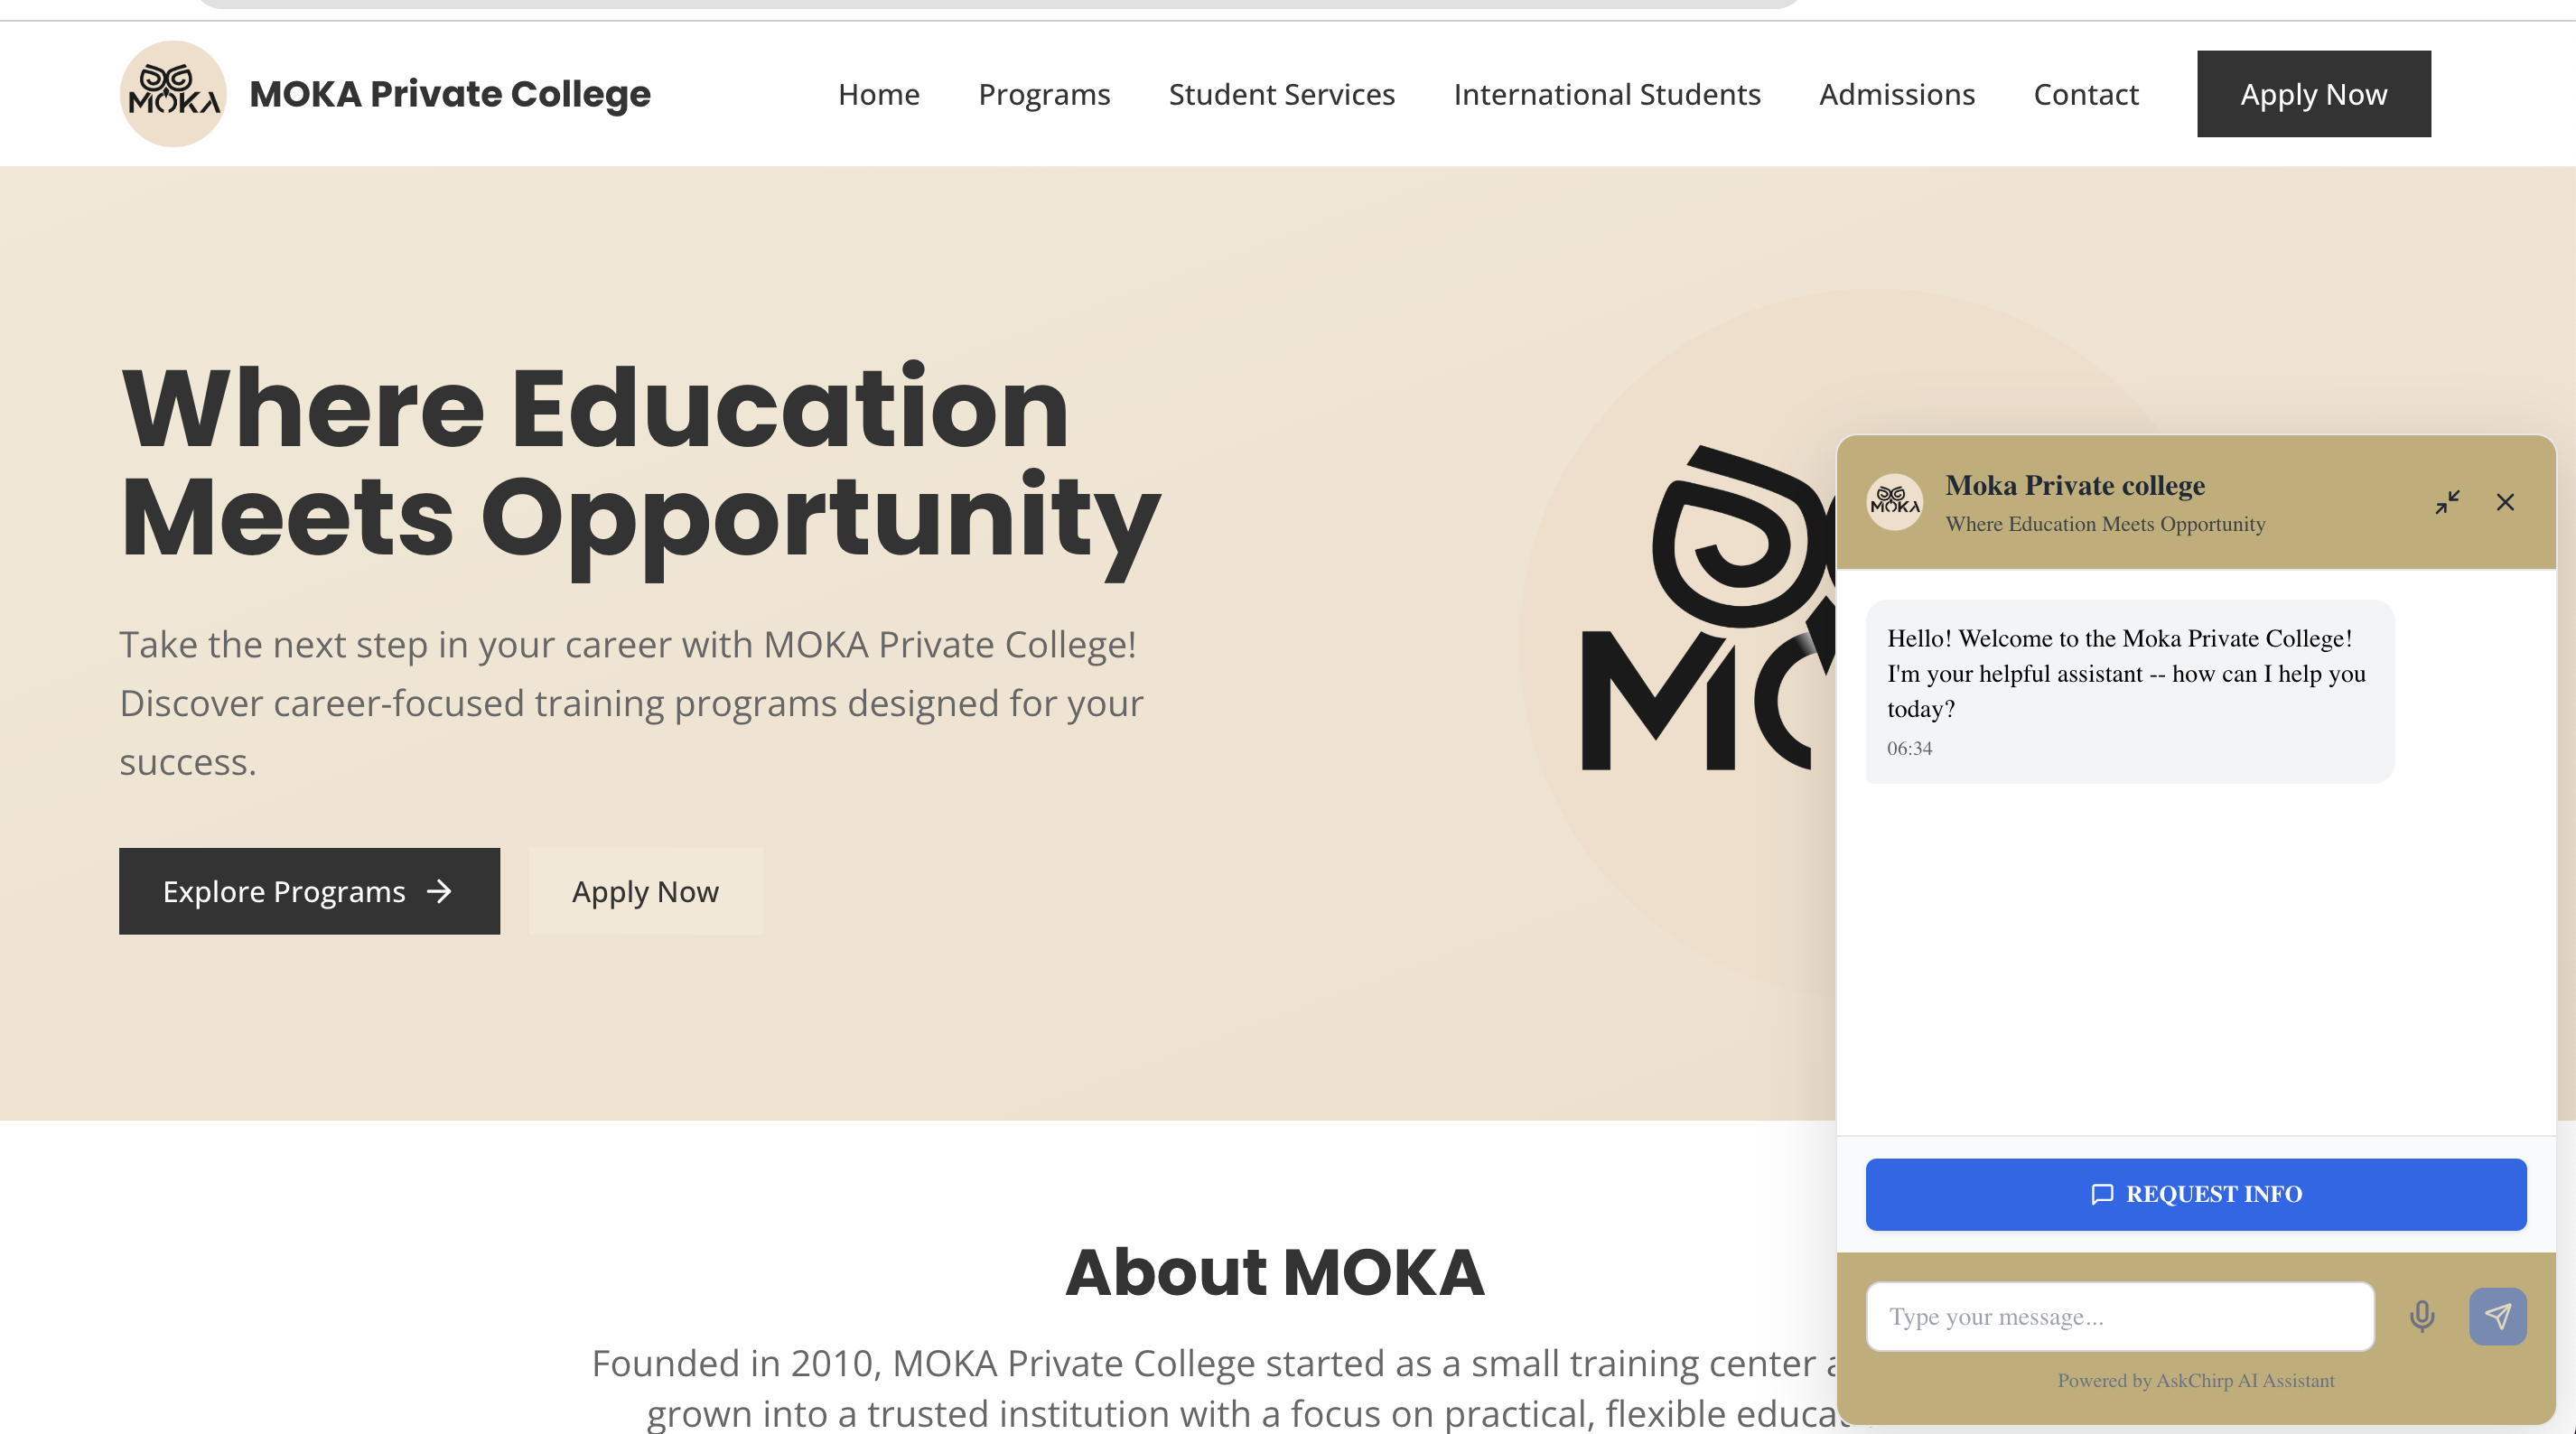 MOKA
MOKA Private College
Home
Programs
Student Services
International Students
Admissions
Contact
Apply Now
Where Education
Meets Opportunity
Take the next step in your career with MOKA Private College!
Discover career-focused training programs designed for your
success.
Explore Programs
Apply Now
MOKA
Moka Private college
Where Education Meets Opportunity
Hello! Welcome to the Moka Private College!
I'm your helpful assistant -- how can I help you
today?
06:34
REQUEST INFO
Type your message...
Powered by AskChirp AI Assistant
About MOKA
Founded in 2010, MOKA Private College started as a small training center
grown into a trusted institution with a focus on practical, flexible